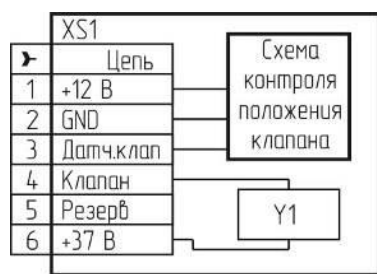 XS1
Цепь
1 +12 В
2 GND
3 Датч.клап
4 Клапан
5 Резерв
6 +37 В
Схема
контроля
положения
клапана
Y1